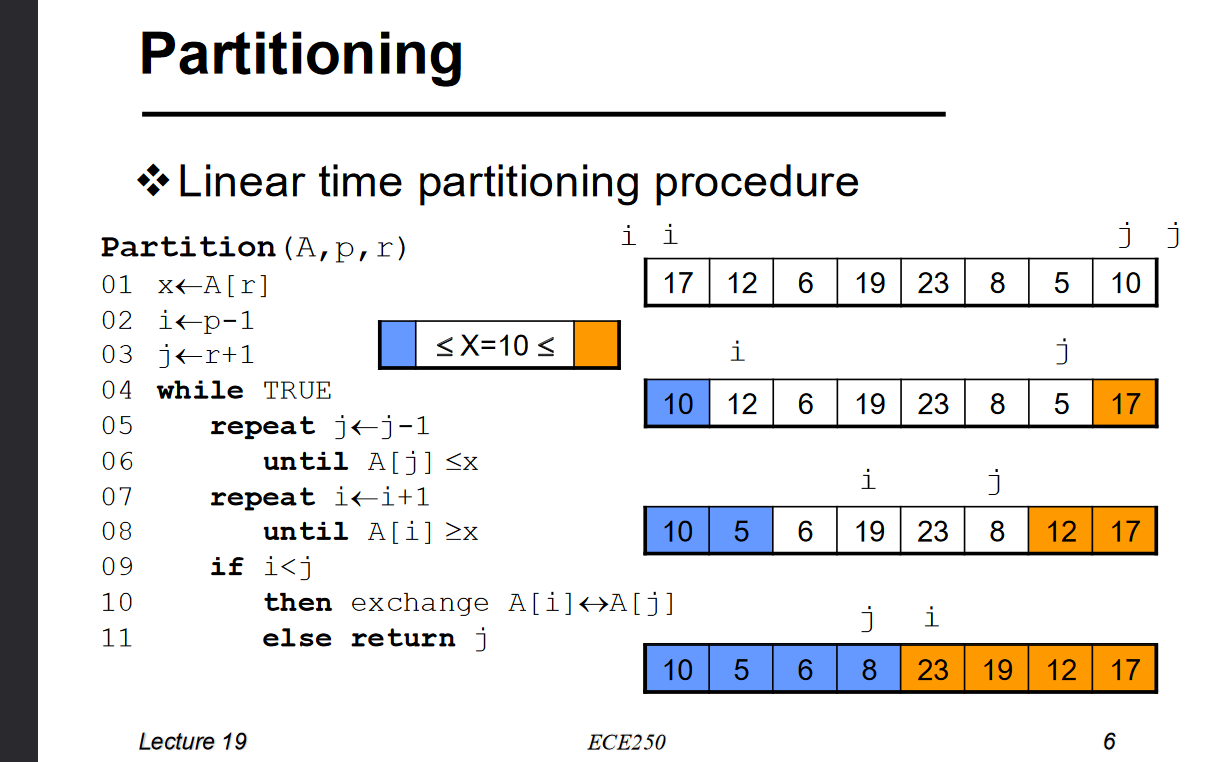 Partitioning
❖Linear time partitioning procedure
Partition(A,p,r)
01 x←A[r]
02 i←p-1
03 j←r+1
04 while TRUE
05 repeat j←j-1
06 until A[j] ≤x
07 repeat i←i+1
08 until A[i] ≥x
09 if i<j
10 then exchange A[i]↔A[j]
11 else return j
≤ X=10 ≤
i i j j
17 12 6 19 23 8 5 10
i j
10 12 6 19 23 8 5 17
i j
10 5 6 19 23 8 12 17
j i
10 5 6 8 23 19 12 17
Lecture 19 ECE250 6